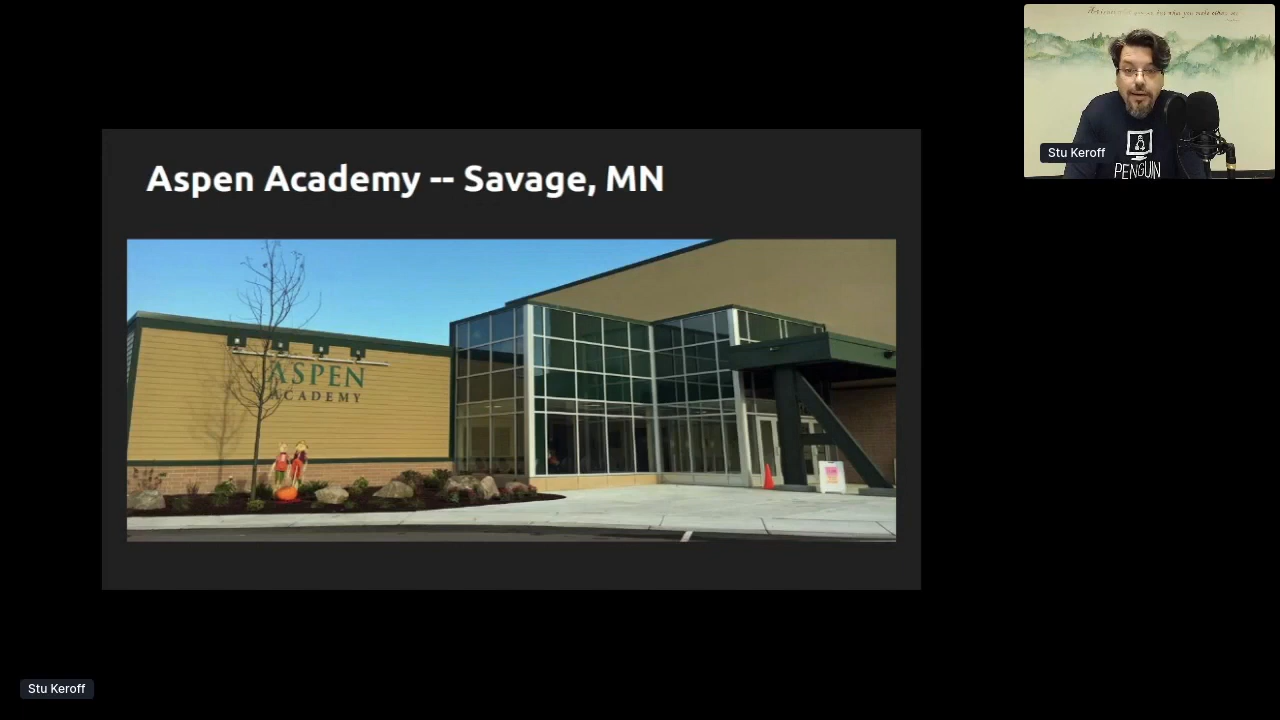 Aspen Academy -- Savage, MN
ASPEN
ACADEMY
Stu Keroff
PENGUIN
Stu Keroff